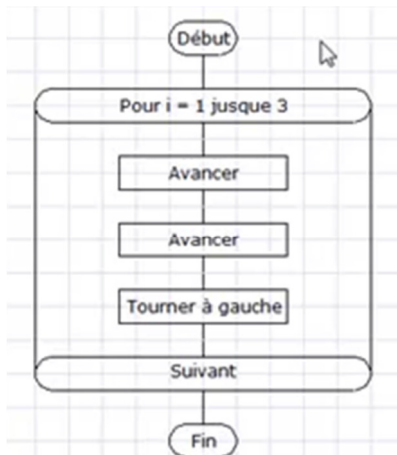 Début
Pour i = 1 jusque 3
Avancer
Avancer
Tourner à gauche
Suivant
Fin